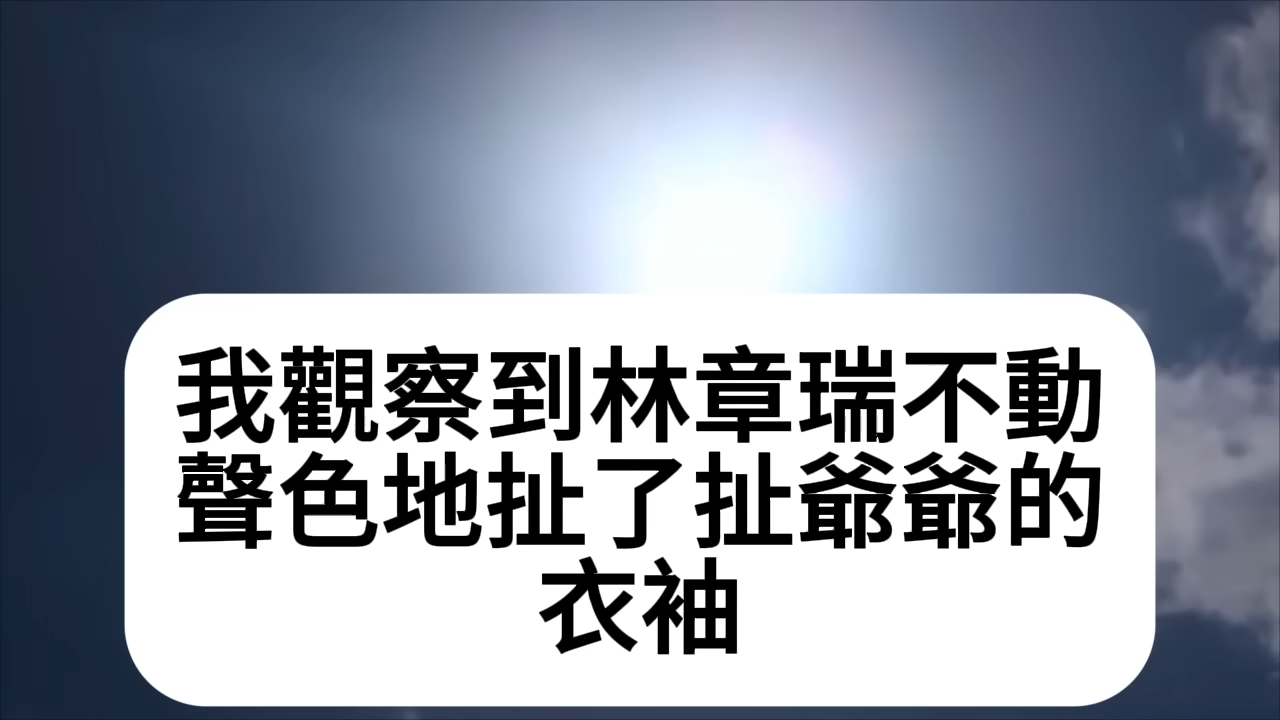 我觀察到林章瑞不動
聲色地扯了扯爺爺的
衣袖